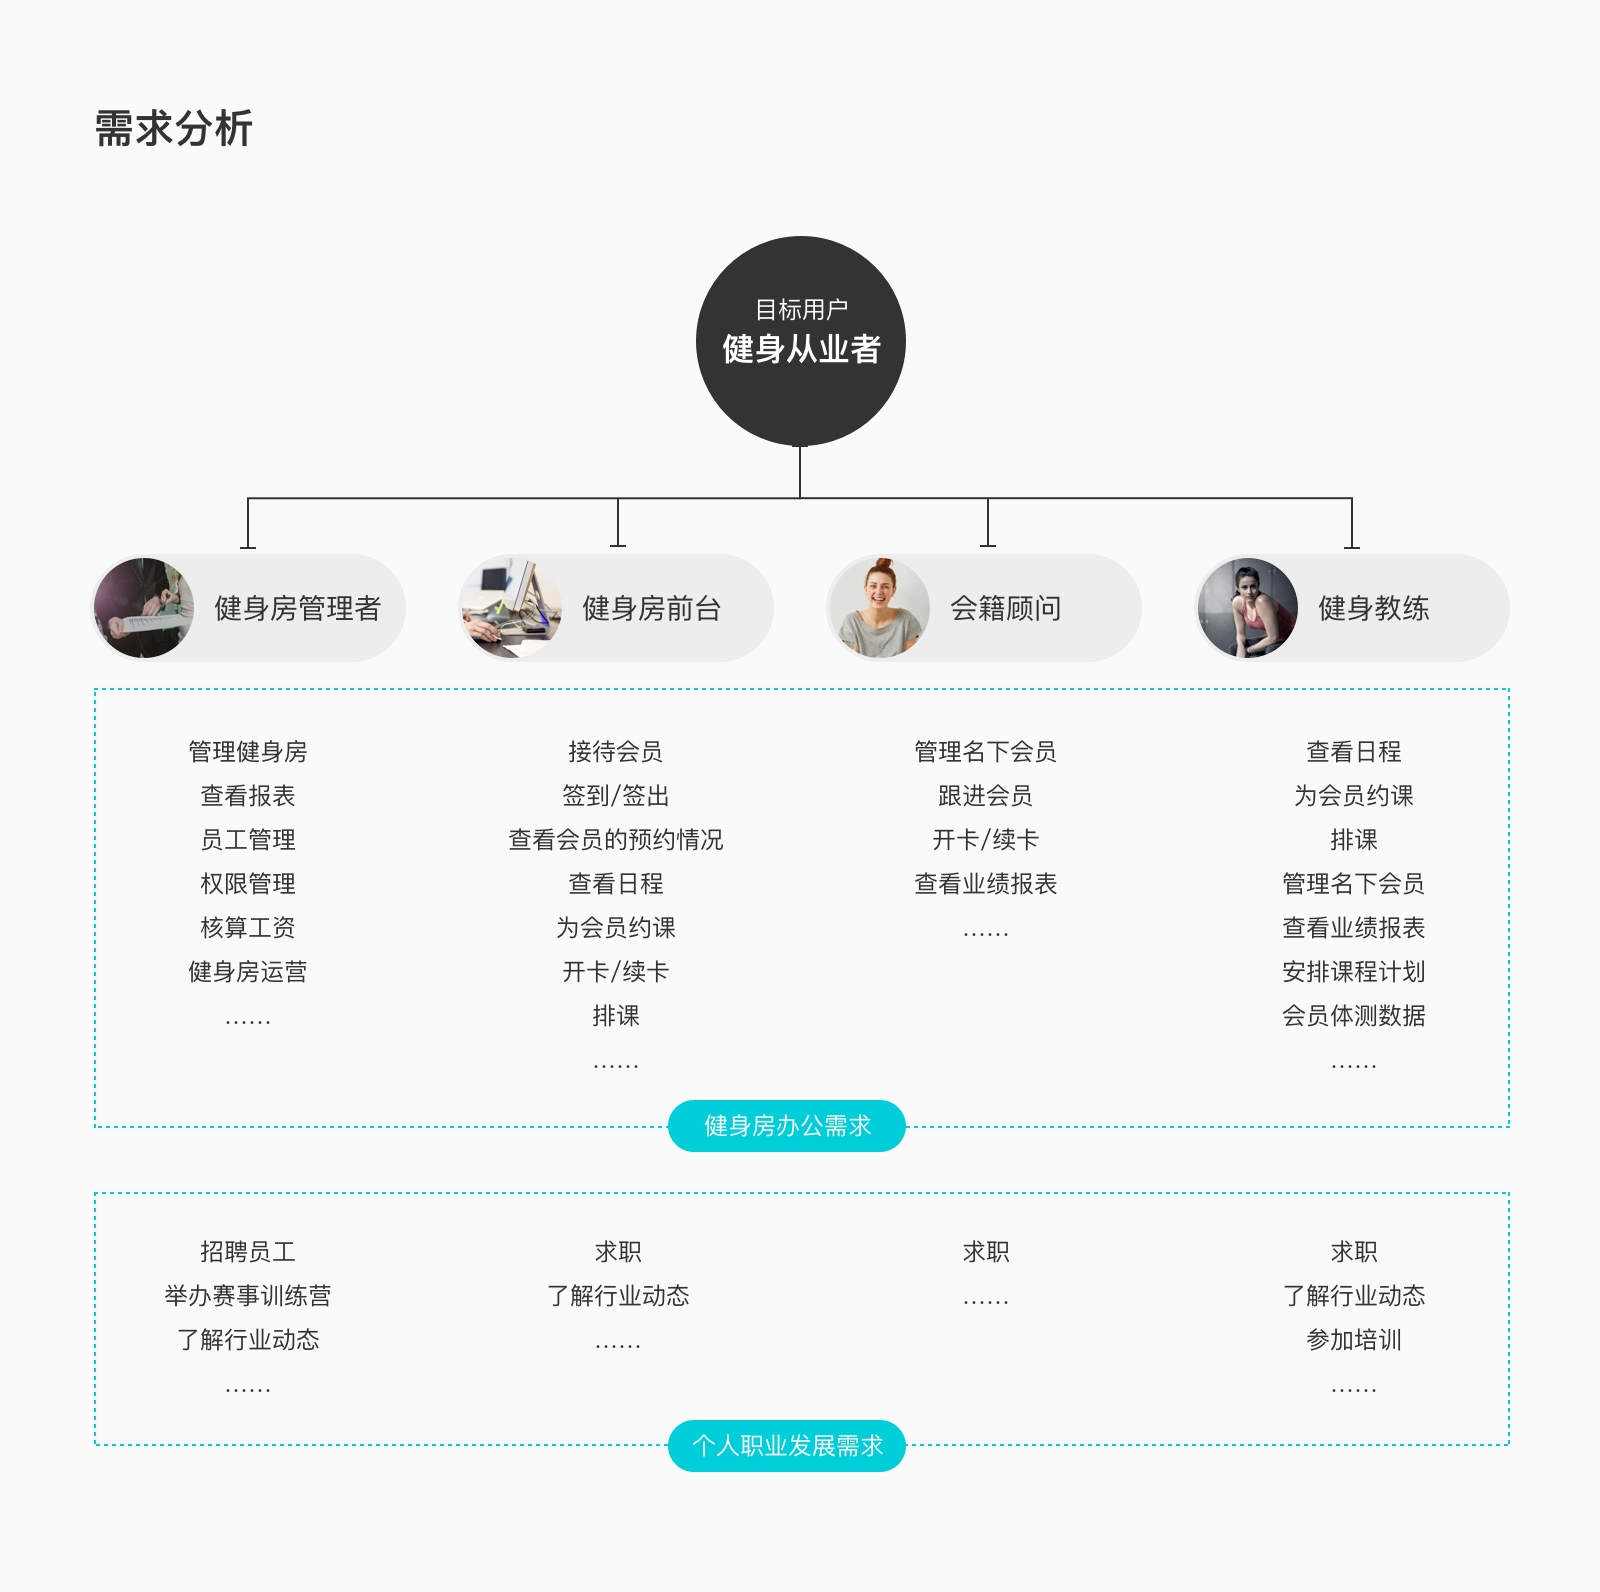 需求分析
目标用户
健身从业者
健身房管理者
健身房前台
会籍顾问
健身教练
管理健身房
查看报表
员工管理
权限管理
核算工资
健身房运营
......
接待会员
签到/签出
查看会员的预约情况
查看日程
为会员约课
开卡/续卡
排课
......
管理名下会员
跟进会员
开卡/续卡
查看业绩报表
......
查看日程
为会员约课
排课
管理名下会员
查看业绩报表
安排课程计划
会员体测数据
......
健身房办公需求
招聘员工
举办赛事训练营
了解行业动态
......
求职
了解行业动态
......
求职
......
求职
了解行业动态
参加培训
......
个人职业发展需求